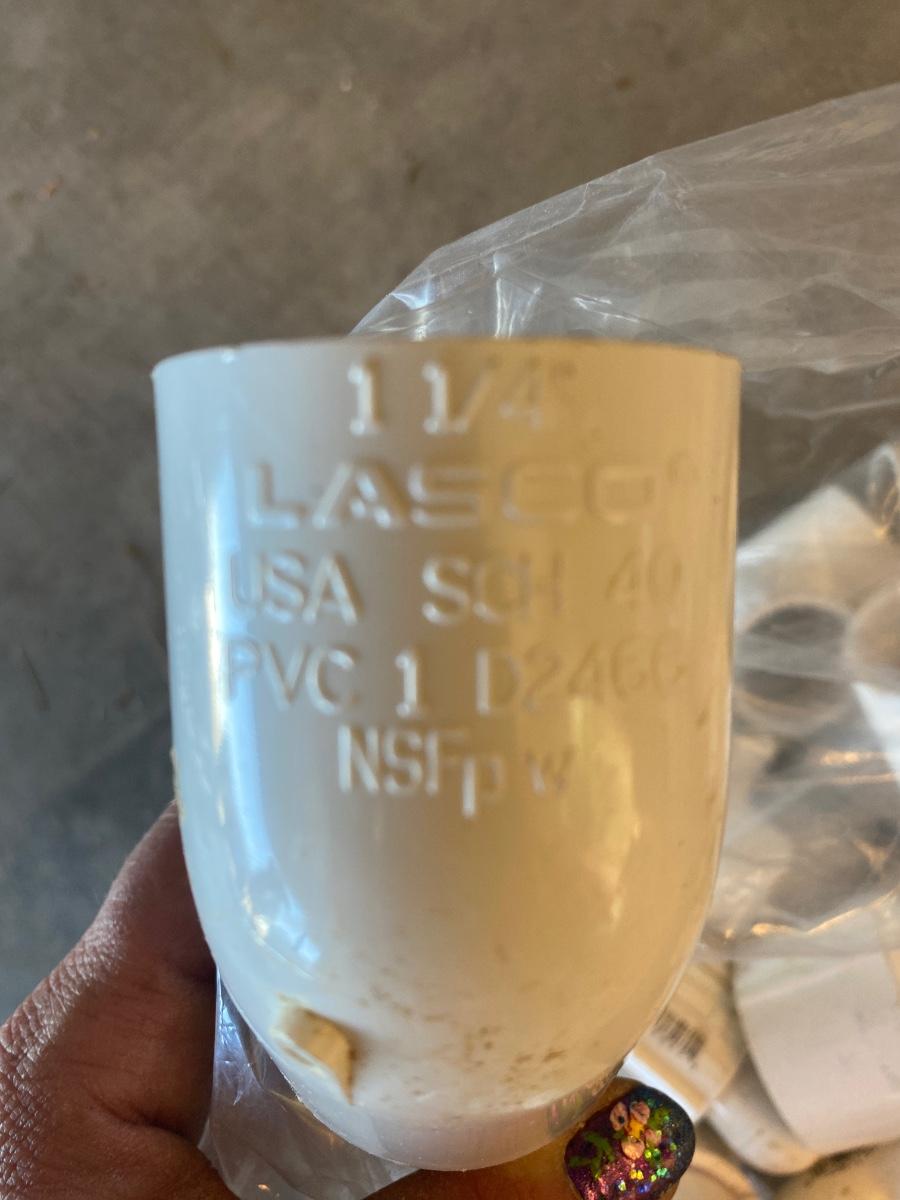 1 1/4"
LASCO®
USA SCH 40
PVC 1 D2466
NSFpw